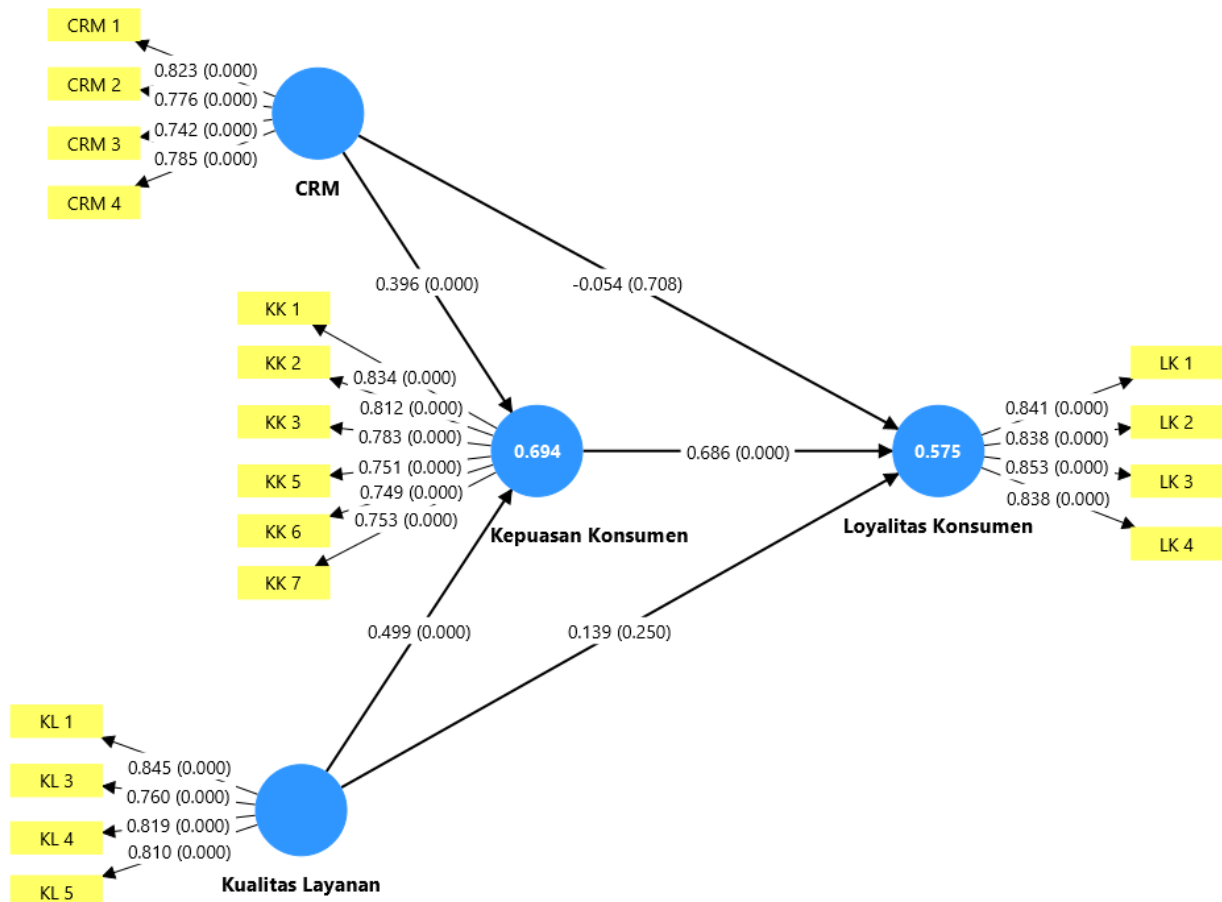 CRM 1
0.823 (0.000)
CRM 2
0.776 (0.000)
CRM 3
0.742 (0.000)
0.785 (0.000)
CRM 4
CRM
0.396 (0.000)
-0.054 (0.708)
KK 1
KK 2
0.834 (0.000)
0.812 (0.000)
KK 3
0.783 (0.000)
0.751 (0.000)
KK 5
0.749 (0.000)
0.753 (0.000)
KK 6
KK 7
0.694
Kepuasan Konsumen
0.686 (0.000)
0.575
Loyalitas Konsumen
LK 1
0.841 (0.000)
LK 2
0.838 (0.000)
0.853 (0.000)
LK 3
0.838 (0.000)
LK 4
0.499 (0.000)
0.139 (0.250)
KL 1
0.845 (0.000)
KL 3
0.760 (0.000)
0.819 (0.000)
KL 4
0.810 (0.000)
KL 5
Kualitas Layanan